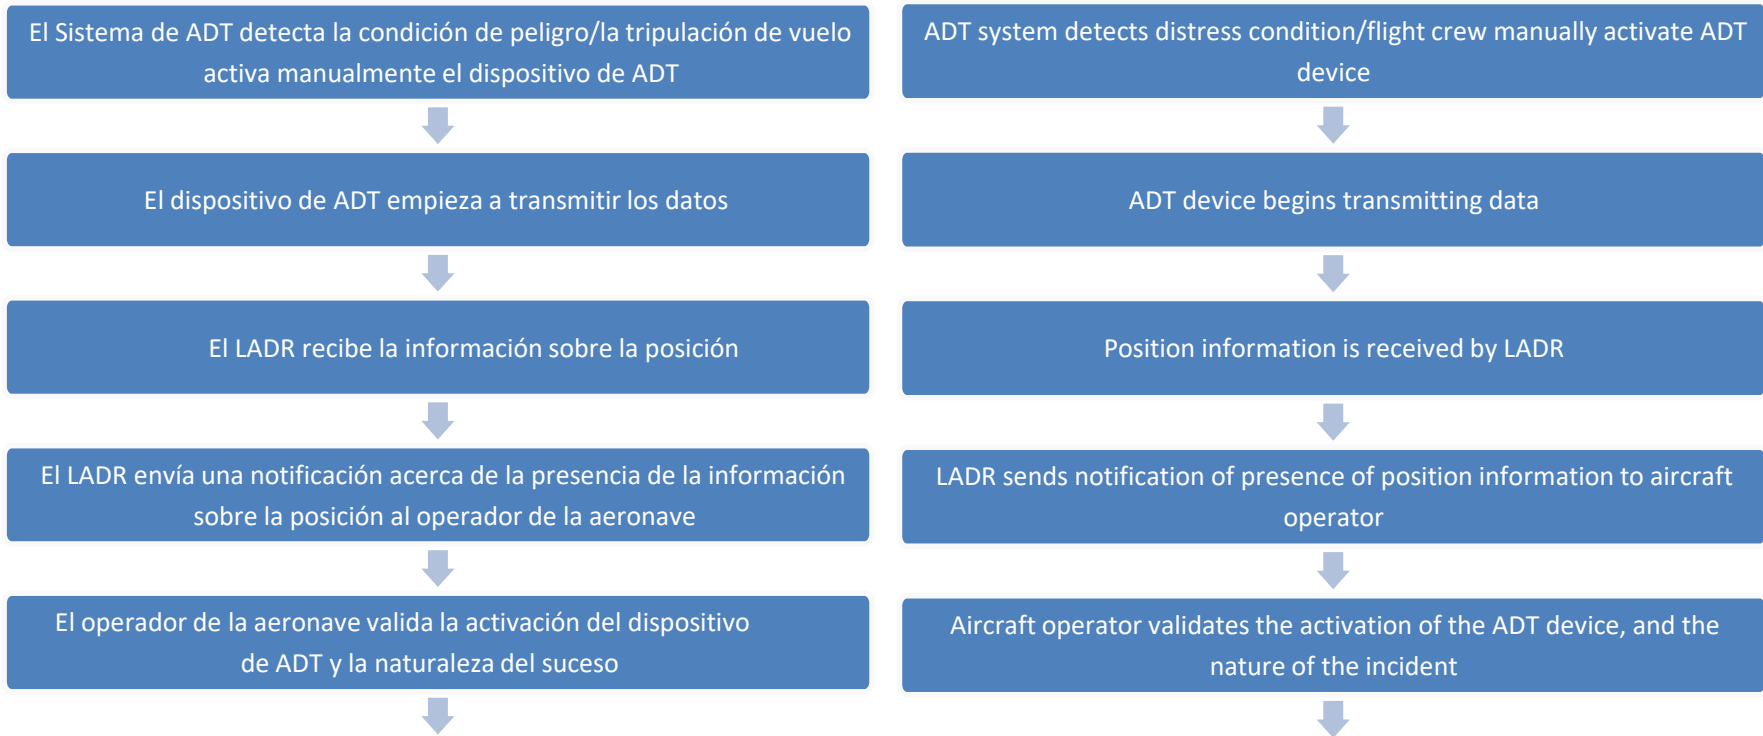 El Sistema de ADT detecta la condición de peligro/la tripulación de vuelo
activa manualmente el dispositivo de ADT
El dispositivo de ADT empieza a transmitir los datos
El LADR recibe la información sobre la posición
El LADR envía una notificación acerca de la presencia de la información
sobre la posición al operador de la aeronave
El operador de la aeronave valida la activación del dispositivo
de ADT y la naturaleza del suceso
ADT system detects distress condition/flight crew manually activate ADT
device
ADT device begins transmitting data
Position information is received by LADR
LADR sends notification of presence of position information to aircraft
operator
Aircraft operator validates the activation of the ADT device, and the
nature of the incident